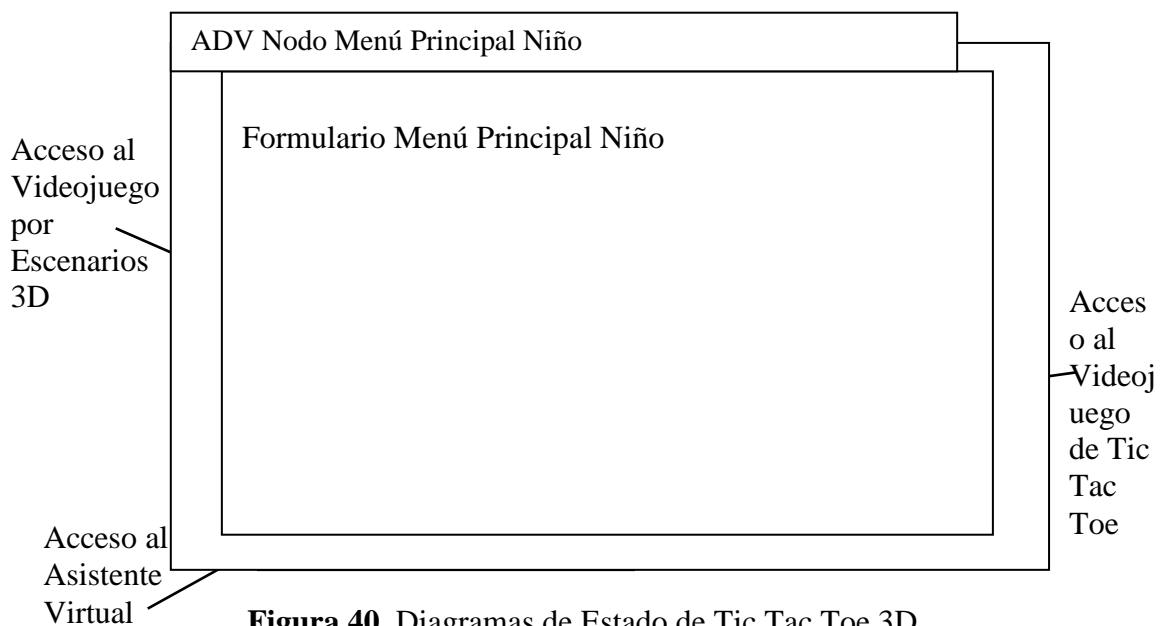 ADV Nodo Menú Principal Niño
Formulario Menú Principal Niño
Acceso al
Videojuego
por
Escenarios
3D
Acces
o al
Videoj
uego
de Tic
Tac
Toe
Acceso al
Asistente
Virtual
Figura 40. Diagramas de Estado de Tic Tac Toe 3D